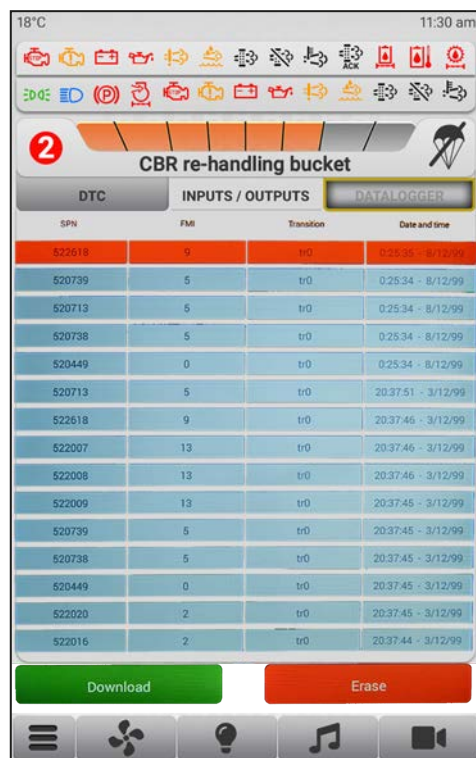 18°C 11:30 am
STOP
ACK
STOP
2
CBR re-handling bucket
DTC INPUTS / OUTPUTS DATALOGGER
SPN FMI Transition Date and time
522618 9 tr0 0:25:35 - 8/12/99
520739 5 tr0 0:25:34 - 8/12/99
520713 5 tr0 0:25:34 - 8/12/99
520738 5 tr0 0:25:34 - 8/12/99
520449 0 tr0 0:25:34 - 8/12/99
520713 5 tr0 20:37:51 - 3/12/99
522618 9 tr0 20:37:46 - 3/12/99
522007 13 tr0 20:37:46 - 3/12/99
522008 13 tr0 20:37:46 - 3/12/99
522009 13 tr0 20:37:45 - 3/12/99
520739 5 tr0 20:37:45 - 3/12/99
520738 5 tr0 20:37:45 - 3/12/99
520449 0 tr0 20:37:45 - 3/12/99
522020 2 tr0 20:37:45 - 3/12/99
522016 2 tr0 20:37:44 - 3/12/99
Download Erase